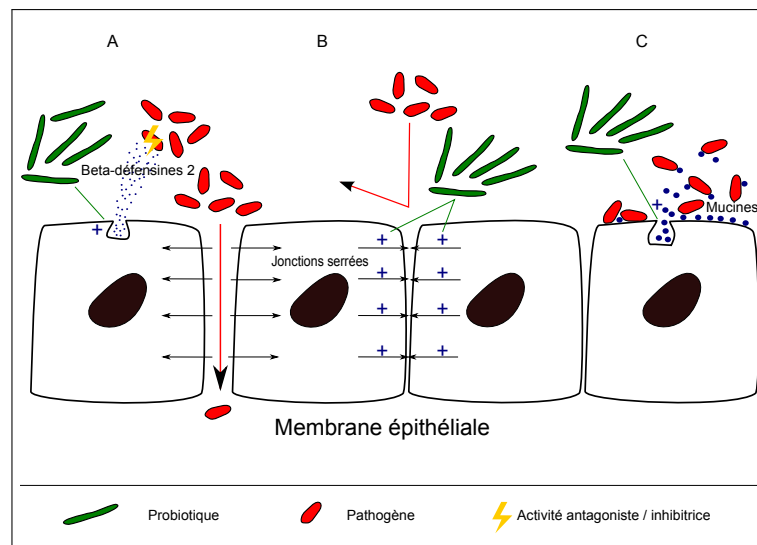 A
B
C
Beta-défensines 2
Mucines
Jonctions serrées
Membrane épithéliale
Probiotique
Pathogène
Activité antagoniste / inhibitrice